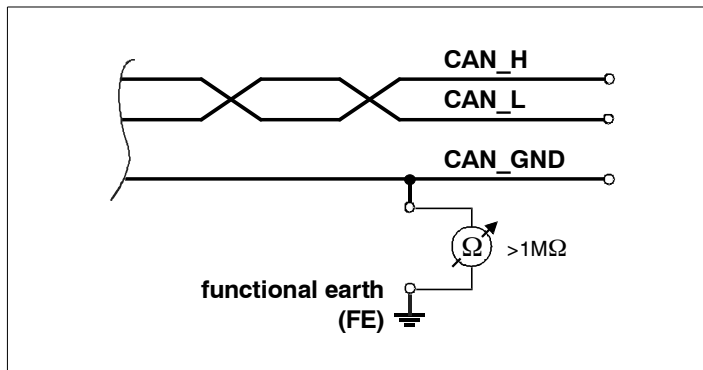 CAN_H
CAN_L
CAN_GND
Ω >1MΩ
functional earth
(FE)